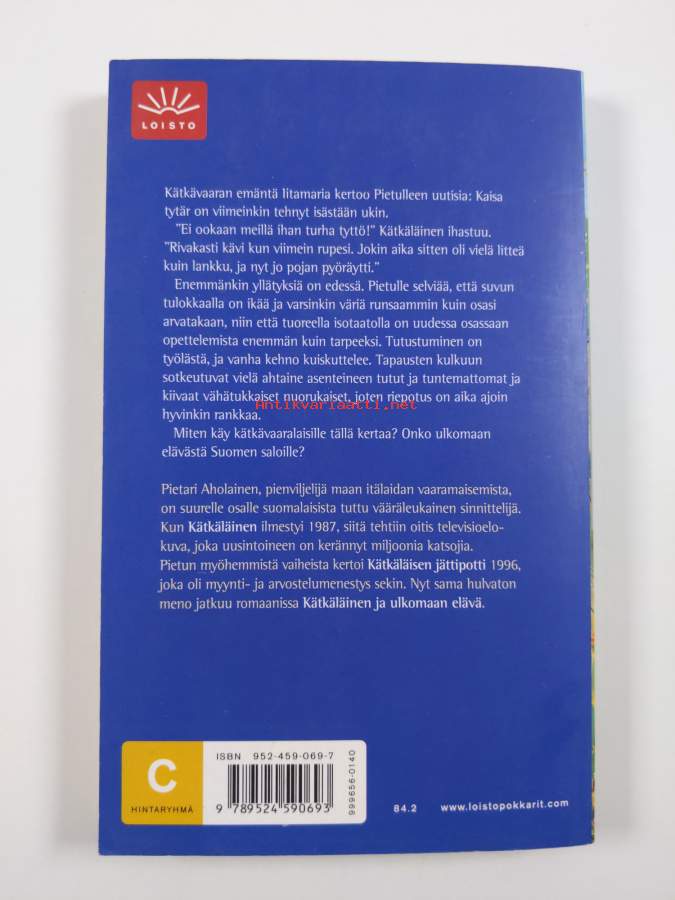 LOISTO
Kätkävaaran emäntä Iitamaria kertoo Pietulleen uutisia: Kaisa
tytär on viimeinkin tehnyt isästään ukin.
"Ei ookaan meillä ihan turha tyttö!" Kätkäläinen ihastuu.
"Rivakasti kävi kun viimein rupesi. Jokin aika sitten oli vielä litteä
kuin lankku, ja nyt jo pojan pyöräytti."
Enemmänkin yllätyksiä on edessä. Pietulle selviää, että suvun
tulokkaalla on ikää ja varsinkin väriä runsaammin kuin osasi
arvatakaan, niin että tuoreella isotaatolla on uudessa osassaan
opettelemista enemmän kuin tarpeeksi. Tutustuminen on
työlästä, ja vanha kehno kuiskuttelee. Tapausten kulkuun
sotkeutuvat vielä ahtaine asenteineen tutut ja tuntemattomat ja
kiivaat vähätukkaiset nuorukaiset, joten riepotus on aika ajoin
Antikvariaatti.net
hyvinkin rankkaa.
Miten käy kätkävaaralaisille tällä kertaa? Onko ulkomaan
elävästä Suomen saloille?
Pietari Aholainen, pienviljelijä maan itälaidan vaaramaisemista,
on suurelle osalle suomalaisista tuttu vääräleukainen sinnittelijä.
Kun Kätkäläinen ilmestyi 1987, siitä tehtiin oitis televisioelo-
kuva, joka uusintoineen on kerännyt miljoonia katsojia.
Pietun myöhemmistä vaiheista kertoi Kätkäläisen jättipotti 1996,
joka oli myynti- ja arvostelumenestys sekin. Nyt sama hulvaton
meno jatkuu romaanissa Kätkäläinen ja ulkomaan elävä.
C
HINTARYHMÄ
ISBN 952-459-069-7
9 789524 590693
999656-0140
84.2
www.loistopokkarit.com